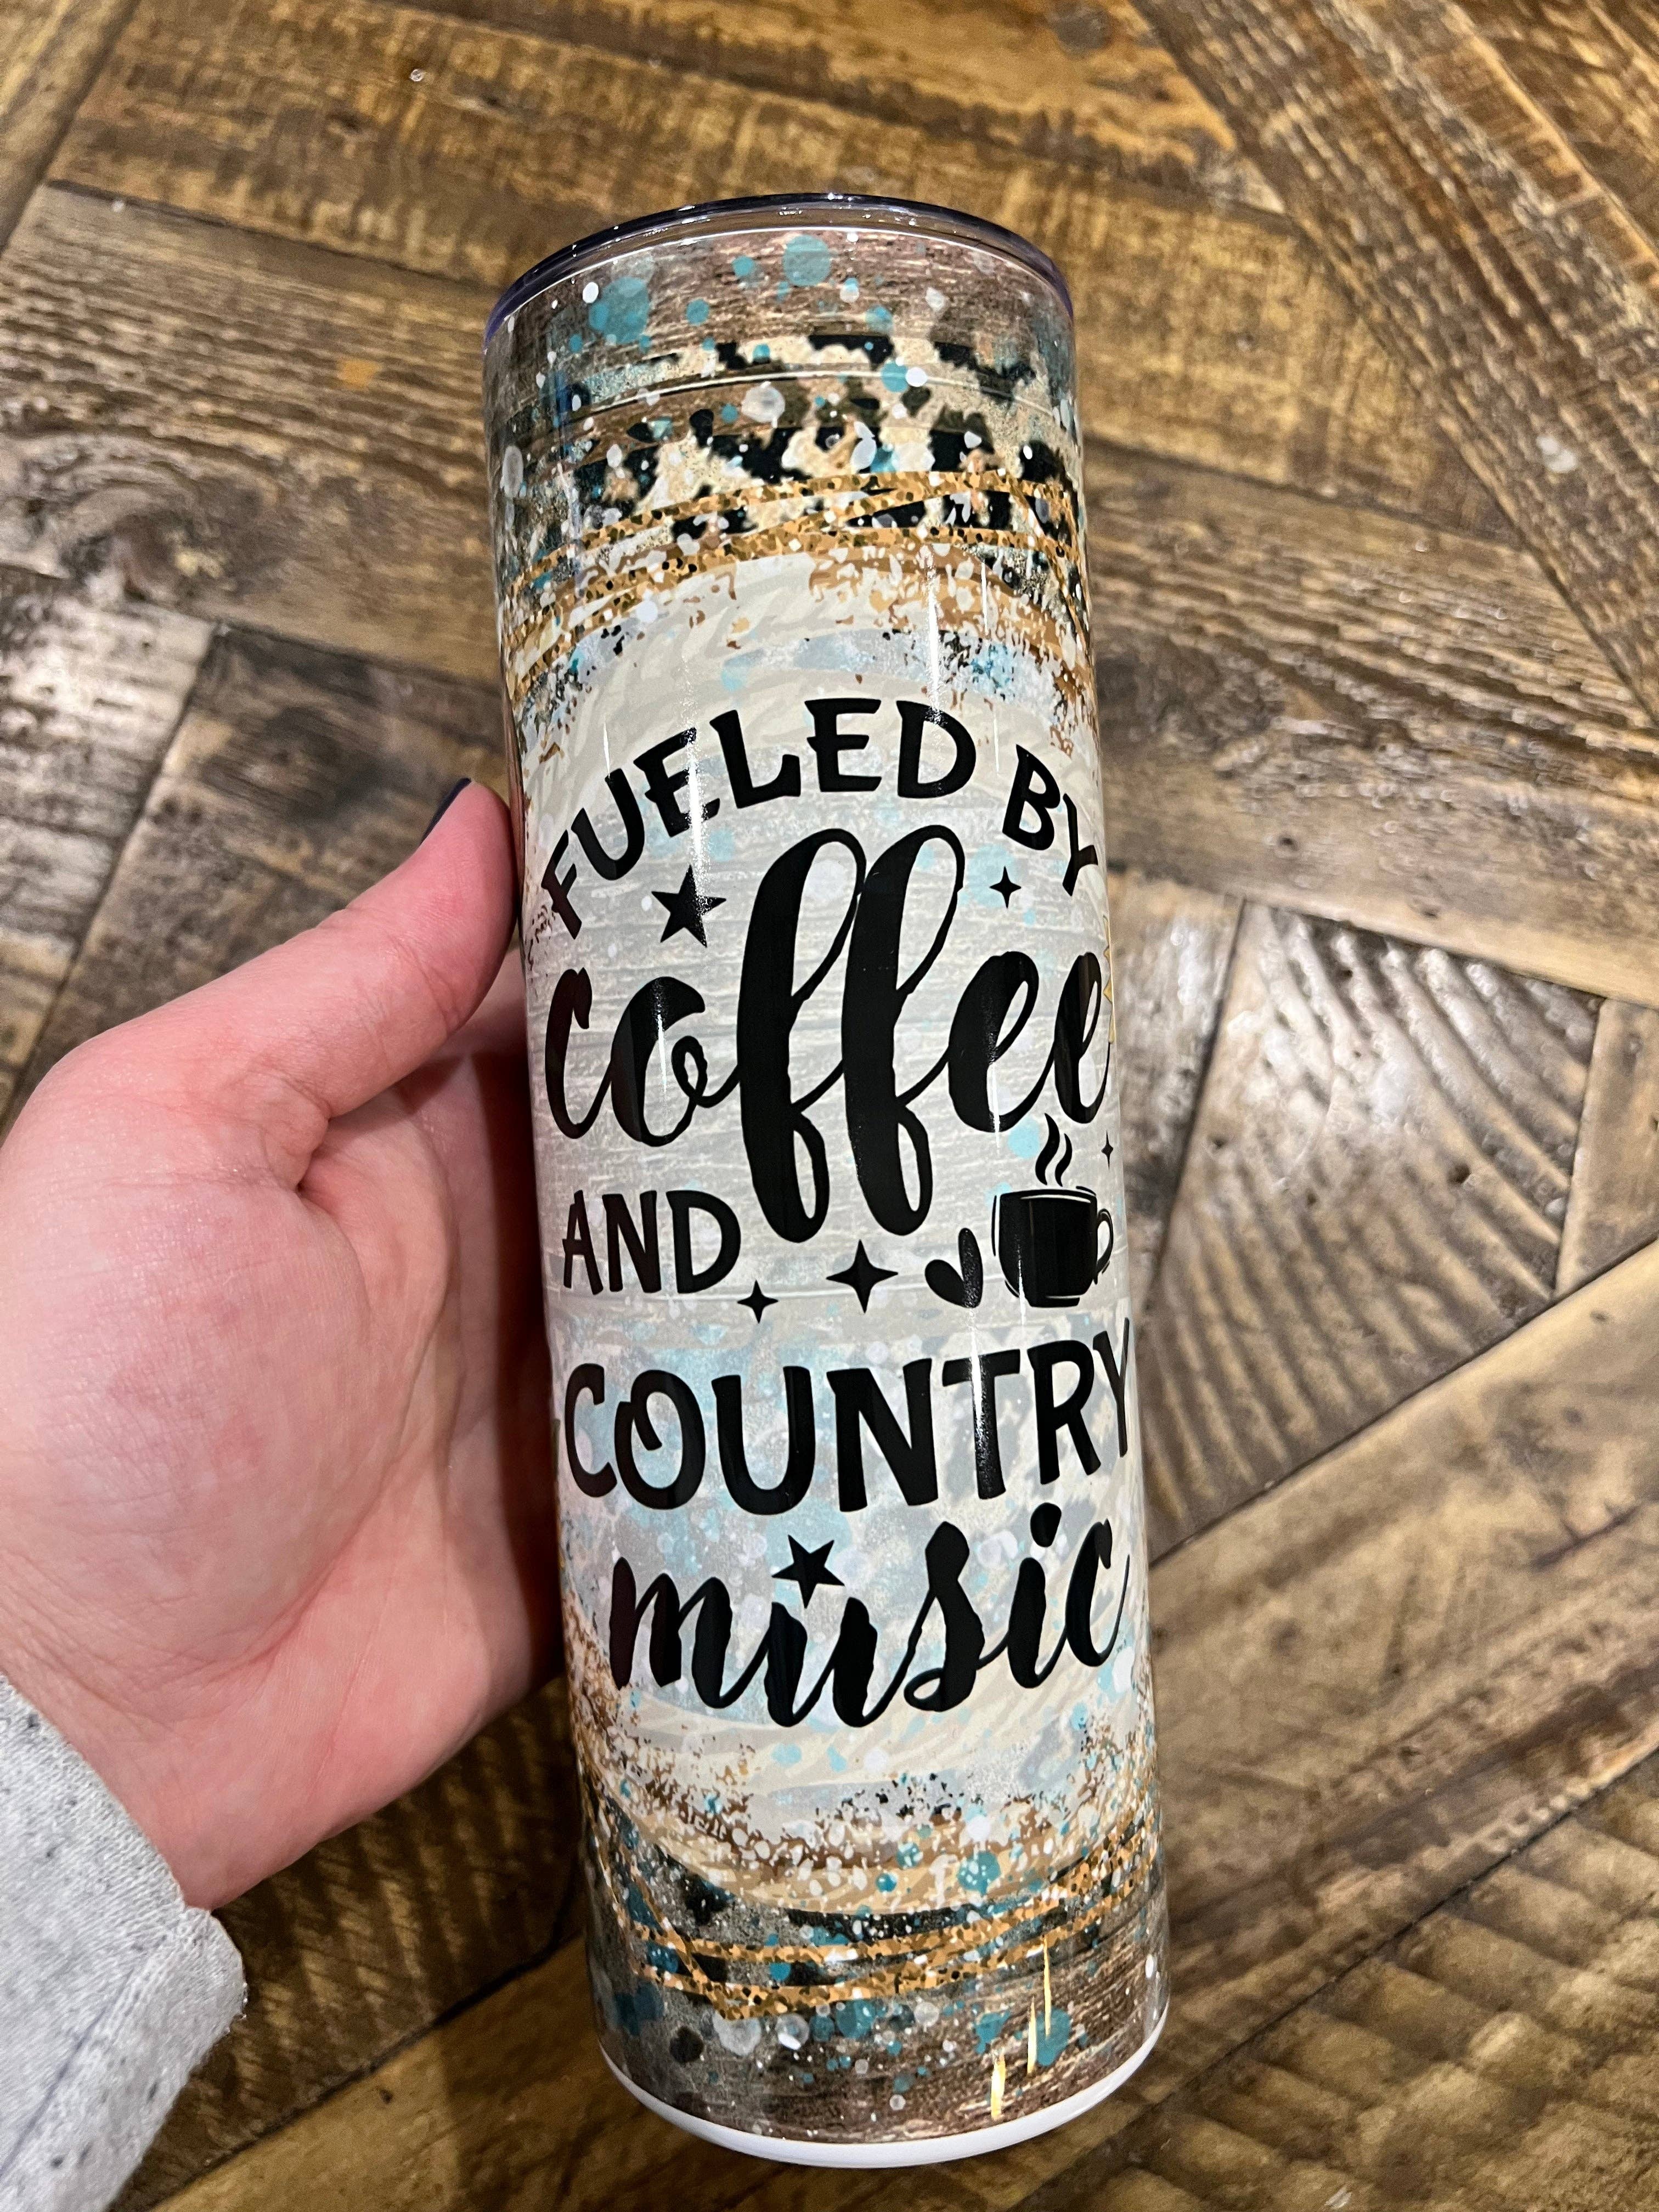 FUELED BY
coffee
AND
COUNTRY
music